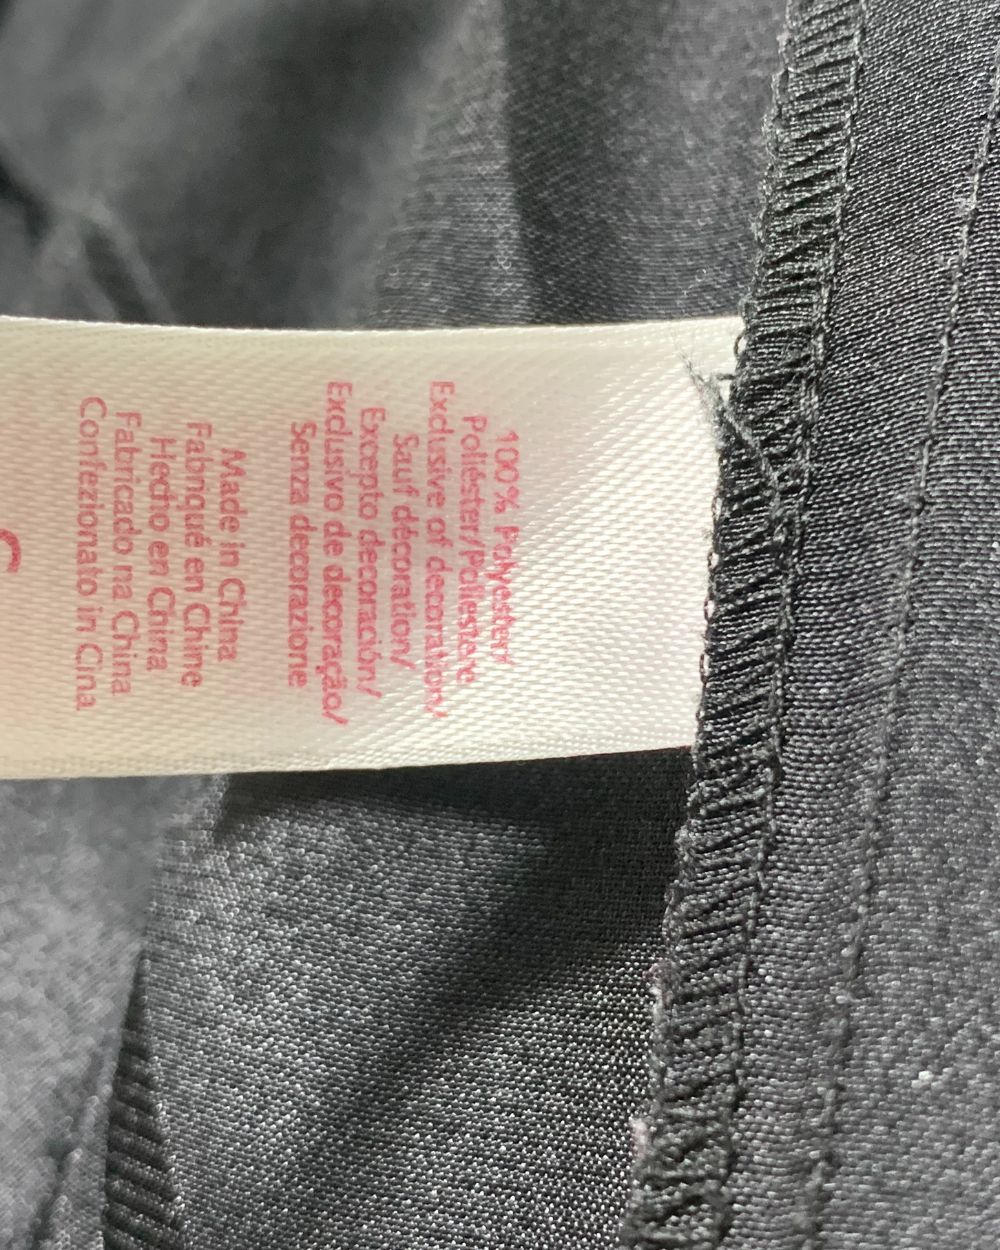 100% Polyester/
Poliéster/Poliestere
Exclusive of decoration/
Sauf décoration/
Excepto decoración/
Exclusivo de decoração/
Senza decorazione
Made in China
Fabriqué en Chine
Hecho en China
Fabricado na China
Confezionato in Cina